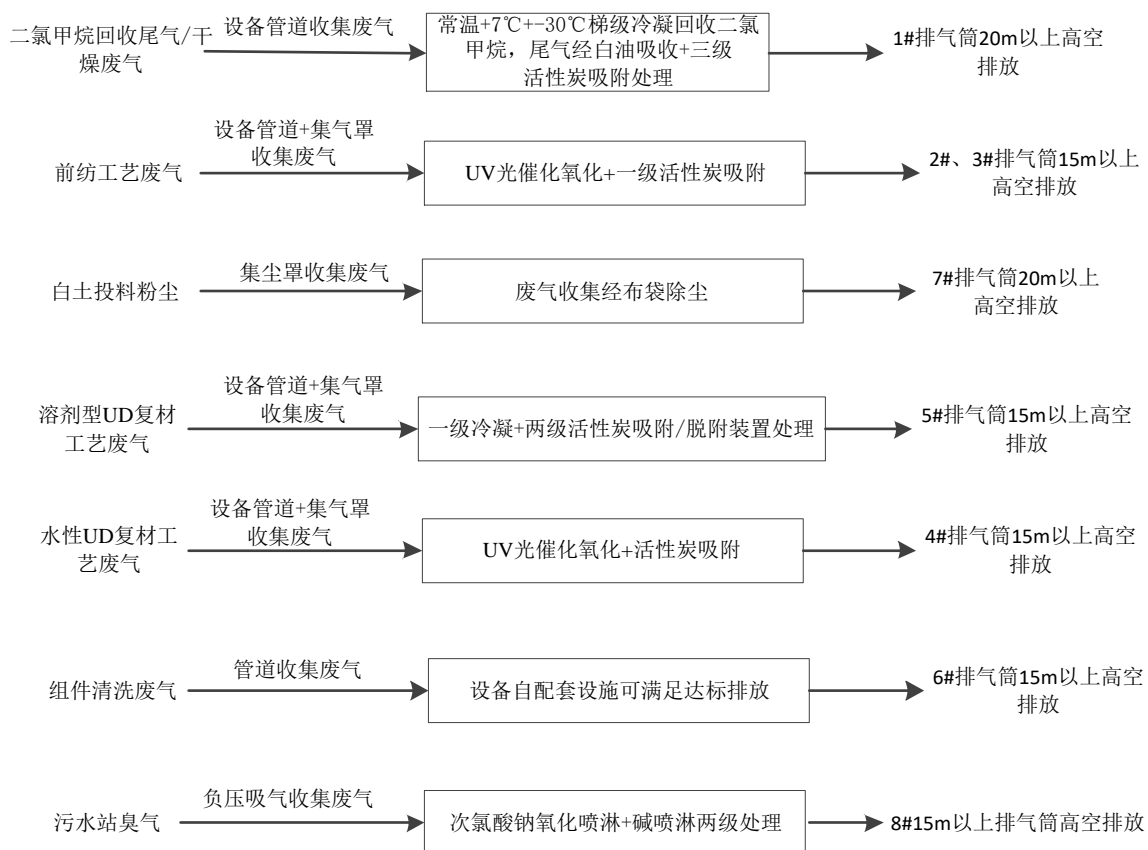 二氯甲烷回收尾气/干
燥废气
设备管道收集废气
常温+7℃+-30℃梯级冷凝回收二氯
甲烷，尾气经白油吸收+三级
活性炭吸附处理
1#排气筒20m以上高空
排放
前纺工艺废气
设备管道+集气罩
收集废气
UV光催化氧化+一级活性炭吸附
2#、3#排气筒15m以上
高空排放
白土投料粉尘
集尘罩收集废气
废气收集经布袋除尘
7#排气筒20m以上
高空排放
溶剂型UD复材
工艺废气
设备管道+集气罩
收集废气
一级冷凝+两级活性炭吸附/脱附装置处理
5#排气筒15m以上高空
排放
水性UD复材工
艺废气
设备管道+集气罩
收集废气
UV光催化氧化+活性炭吸附
4#排气筒15m以上高空
排放
组件清洗废气
管道收集废气
设备自配套设施可满足达标排放
6#排气筒15m以上高空
排放
污水站臭气
负压吸气收集废气
次氯酸钠氧化喷淋+碱喷淋两级处理
8#15m以上排气筒高空排放